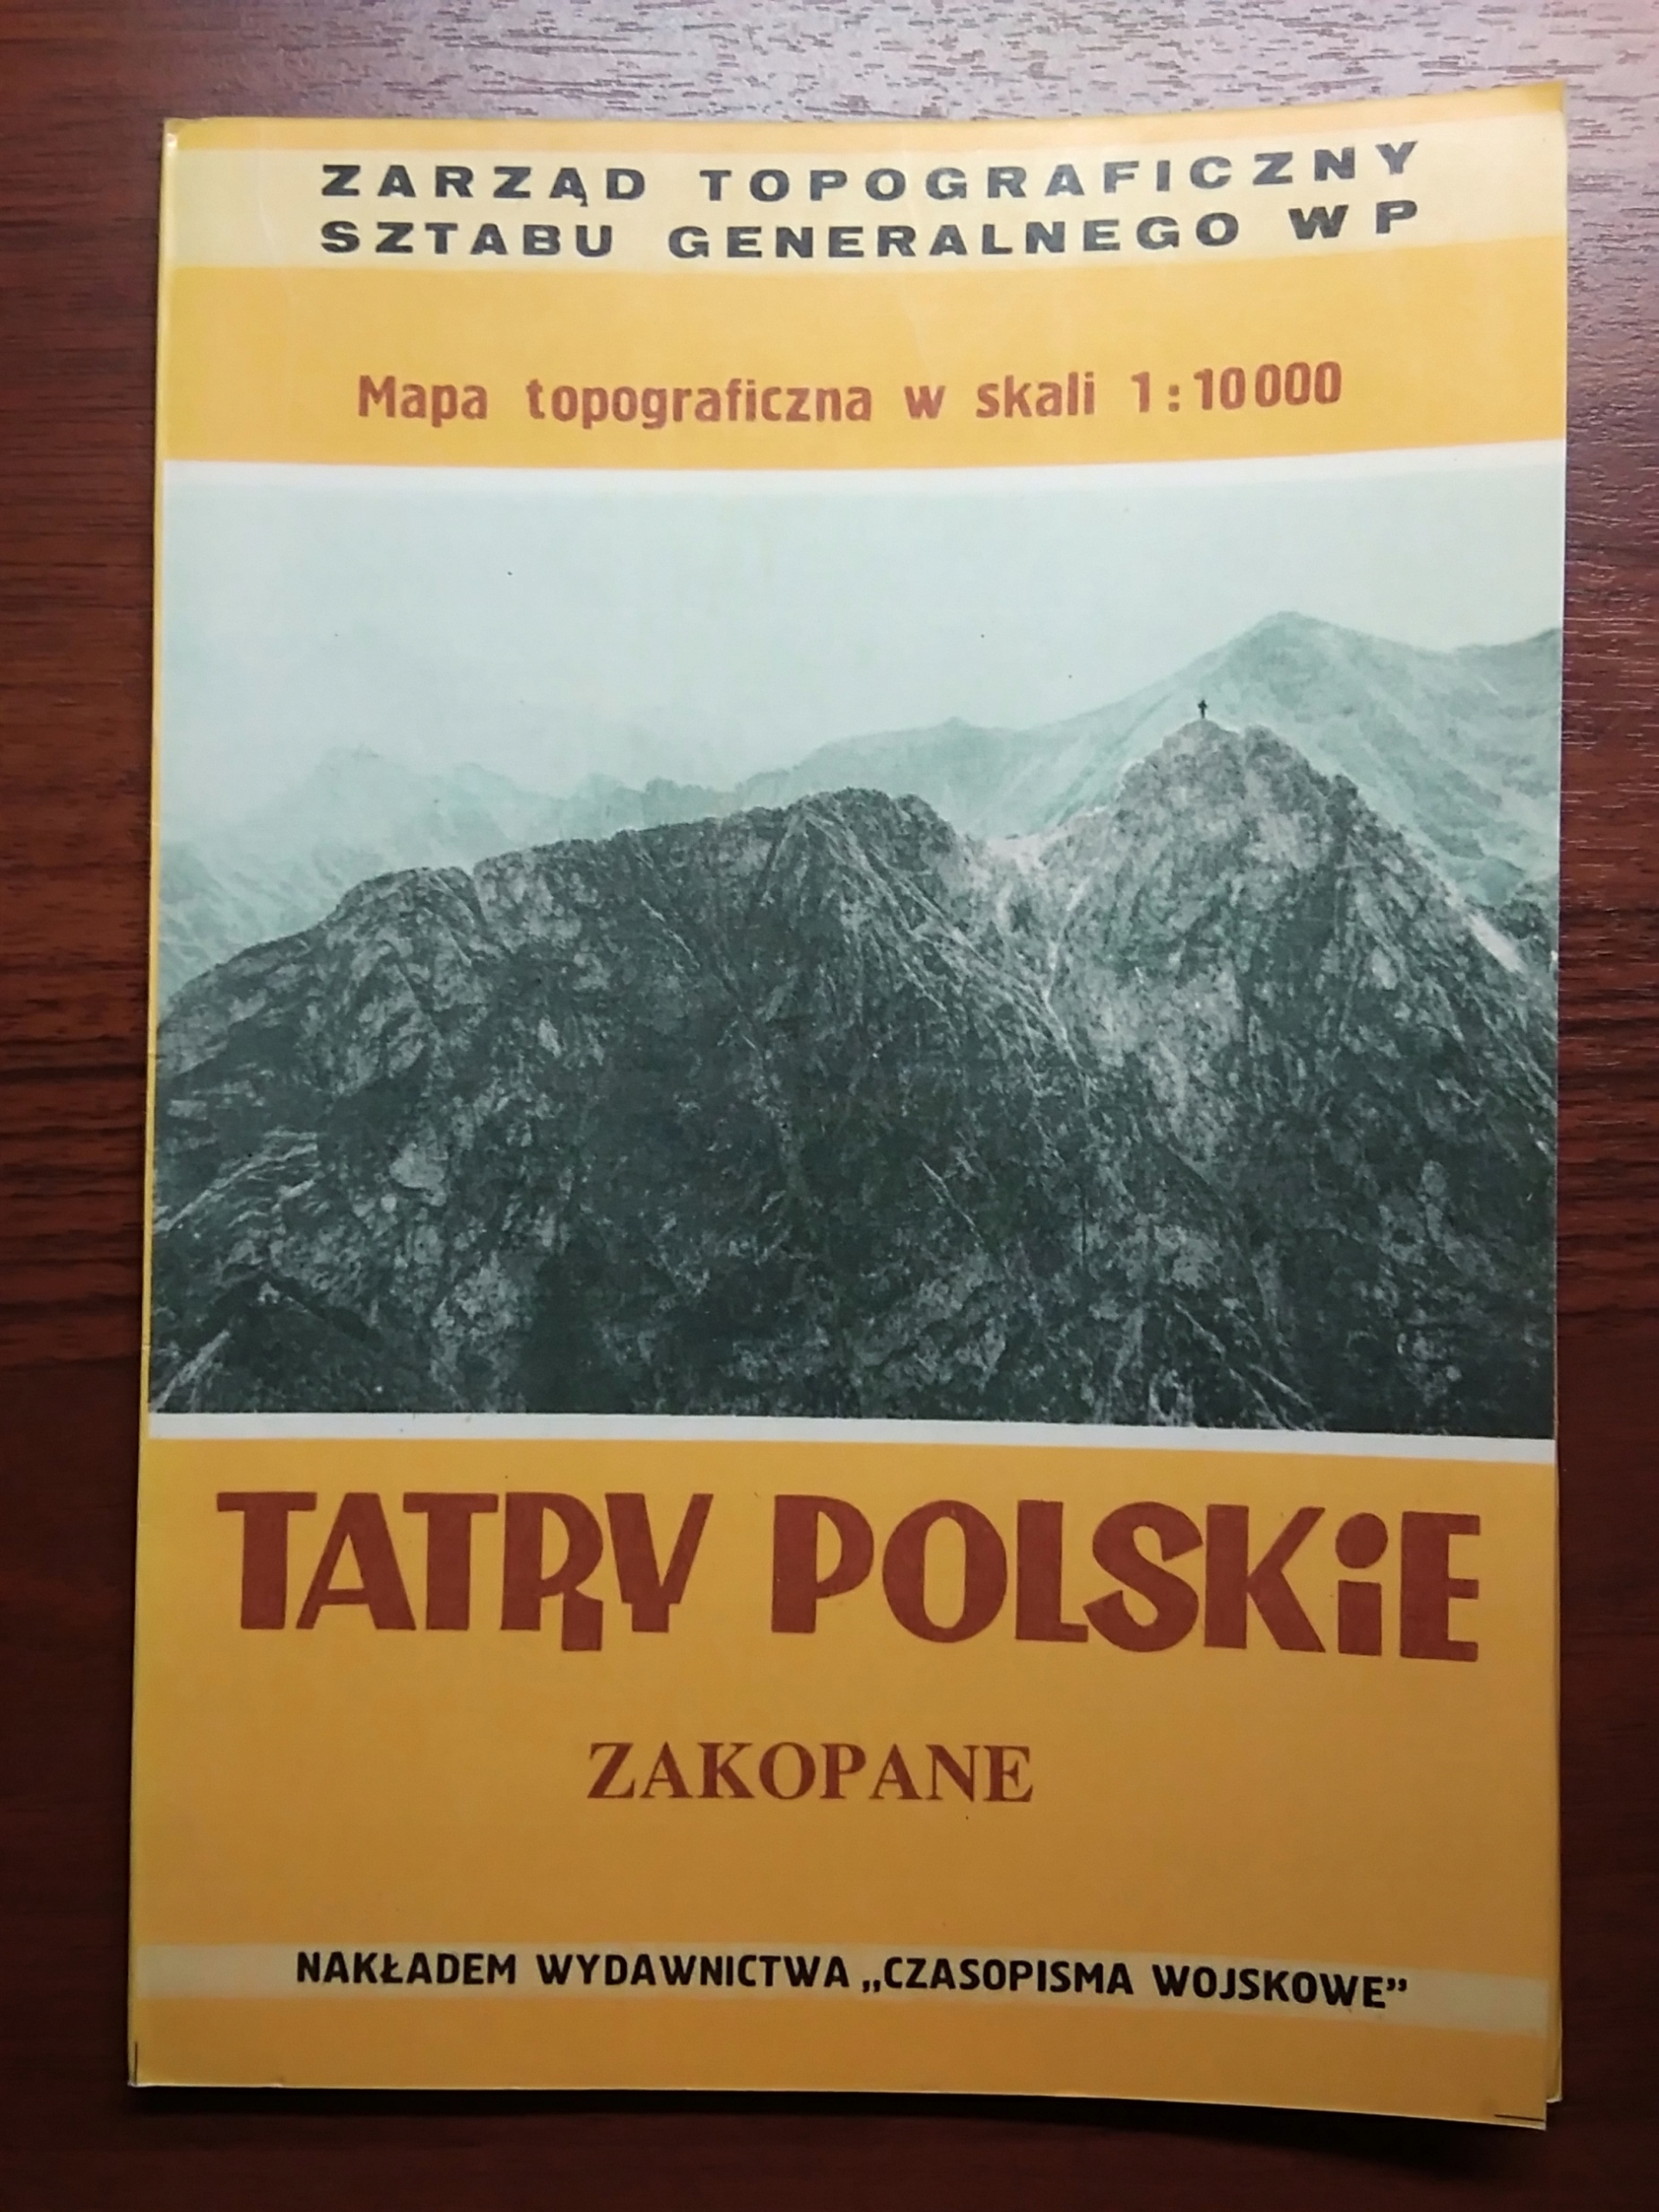 ZARZĄD TOPOGRAFICZNY
SZTABU GENERALNEGO WP
Mapa topograficzna w skali 1:10000
TATRY POLSKiE
ZAKOPANE
NAKŁADEM WYDAWNICTWA „CZASOPISMA WOJSKOWE”